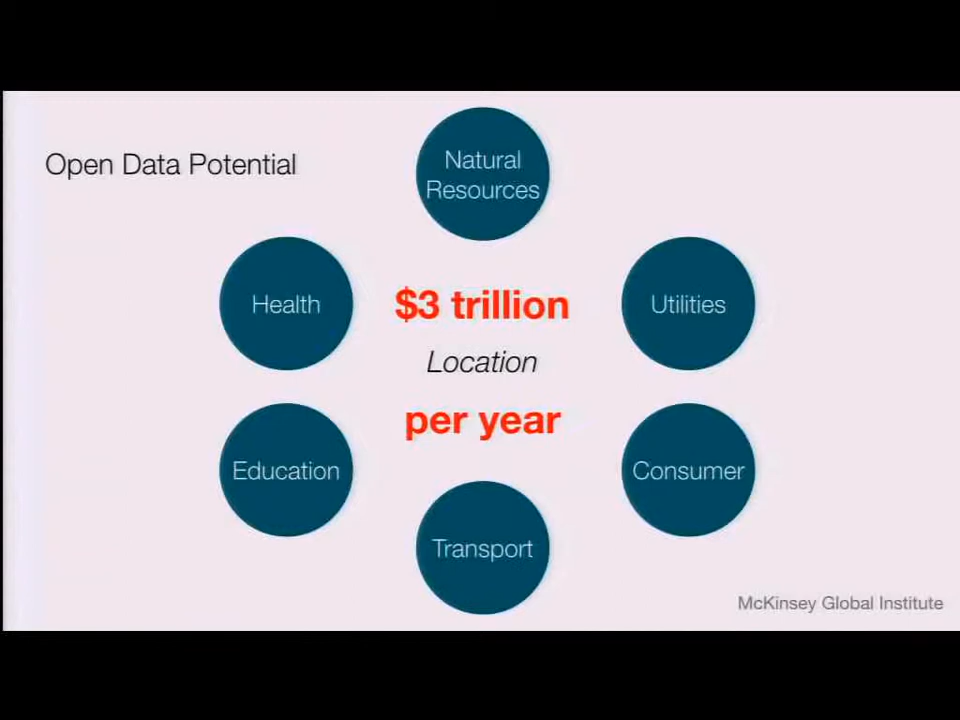 Open Data Potential
Natural
Resources
Health
$3 trillion
Utilities
Location
per year
Education
Consumer
Transport
McKinsey Global Institute